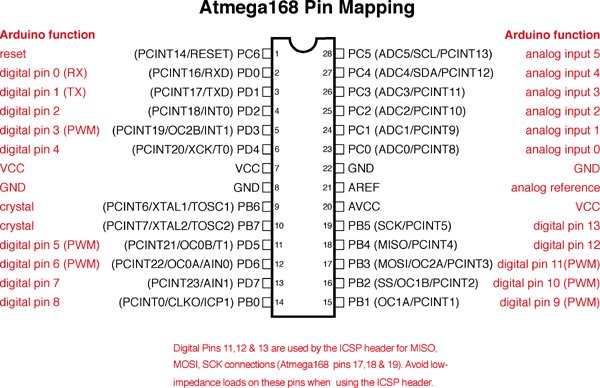 Atmega168 Pin Mapping
Arduino function Arduino function
reset (PCINT14/RESET) PC6 1 28 PC5 (ADC5/SCL/PCINT13) analog input 5
digital pin 0 (RX) (PCINT16/RXD) PD0 2 27 PC4 (ADC4/SDA/PCINT12) analog input 4
digital pin 1 (TX) (PCINT17/TXD) PD1 3 26 PC3 (ADC3/PCINT11) analog input 3
digital pin 2 (PCINT18/INT0) PD2 4 25 PC2 (ADC2/PCINT10) analog input 2
digital pin 3 (PWM) (PCINT19/OC2B/INT1) PD3 5 24 PC1 (ADC1/PCINT9) analog input 1
digital pin 4 (PCINT20/XCK/T0) PD4 6 23 PC0 (ADC0/PCINT8) analog input 0
VCC VCC 7 22 GND GND
GND GND 8 21 AREF analog reference
crystal (PCINT6/XTAL1/TOSC1) PB6 9 20 AVCC VCC
crystal (PCINT7/XTAL2/TOSC2) PB7 10 19 PB5 (SCK/PCINT5) digital pin 13
digital pin 5 (PWM) (PCINT21/OC0B/T1) PD5 11 18 PB4 (MISO/PCINT4) digital pin 12
digital pin 6 (PWM) (PCINT22/OC0A/AIN0) PD6 12 17 PB3 (MOSI/OC2A/PCINT3) digital pin 11(PWM)
digital pin 7 (PCINT23/AIN1) PD7 13 16 PB2 (SS/OC1B/PCINT2) digital pin 10 (PWM)
digital pin 8 (PCINT0/CLKO/ICP1) PB0 14 15 PB1 (OC1A/PCINT1) digital pin 9 (PWM)
Digital Pins 11,12 & 13 are used by the ICSP header for MISO,
MOSI, SCK connections (Atmega168 pins 17,18 & 19). Avoid low-
impedance loads on these pins when using the ICSP header.